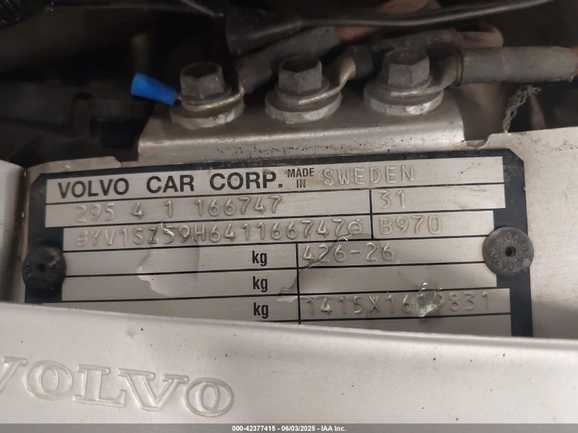 VOLVO CAR CORP. MADE IN SWEDEN
295 4 1 166747 31
YV1SZ59H641166747 B970
kg 426-26
kg
kg
VOLVO
000-42377415 - 06/03/2025 - IAA Inc.